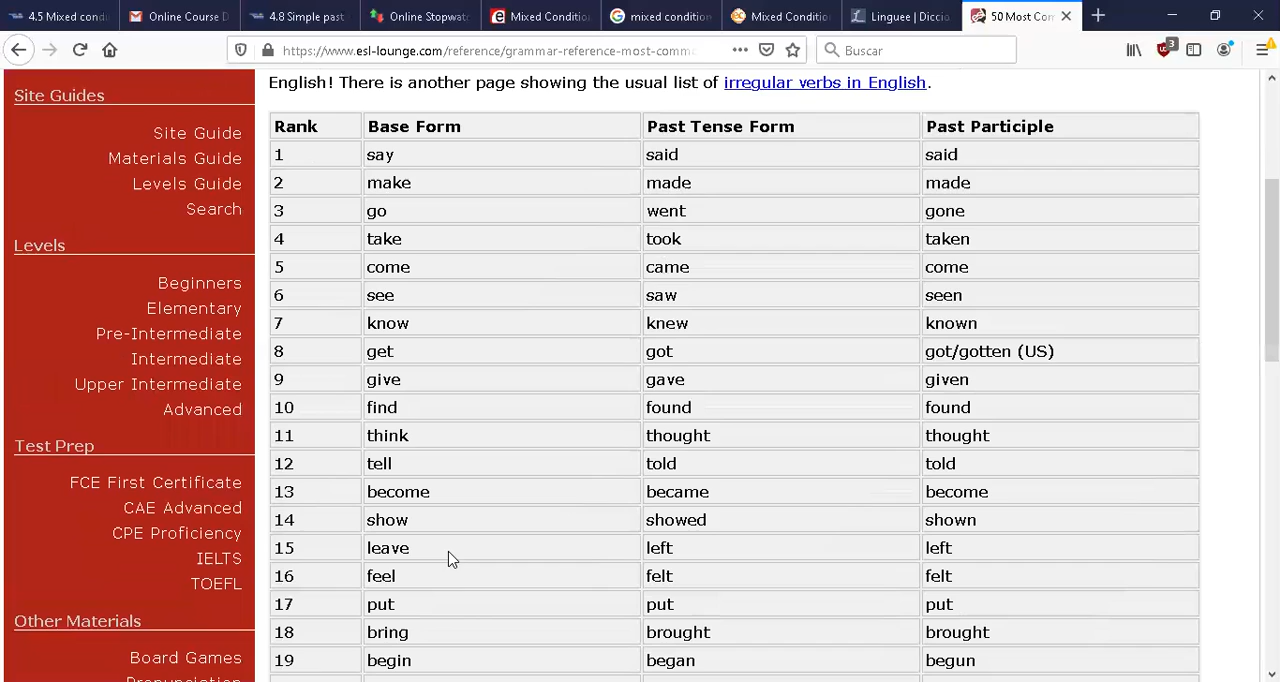 4.5 Mixed condi
Online Course D
4.8 Simple past
Online Stopwatc
Mixed Condition
mixed condition
Mixed Conditio
Linguee | Diccio
50 Most Com
https://www.esl-lounge.com/reference/grammar-reference-most-commo
Buscar
3
Site Guides
Site Guide
Materials Guide
Levels Guide
Search
Levels
Beginners
Elementary
Pre-Intermediate
Intermediate
Upper Intermediate
Advanced
Test Prep
FCE First Certificate
CAE Advanced
CPE Proficiency
IELTS
TOEFL
Other Materials
Board Games
Pronunciation
English! There is another page showing the usual list of irregular verbs in English.
Rank Base Form Past Tense Form Past Participle
1 say said said
2 make made made
3 go went gone
4 take took taken
5 come came come
6 see saw seen
7 know knew known
8 get got got/gotten (US)
9 give gave given
10 find found found
11 think thought thought
12 tell told told
13 become became become
14 show showed shown
15 leave left left
16 feel felt felt
17 put put put
18 bring brought brought
19 begin began begun